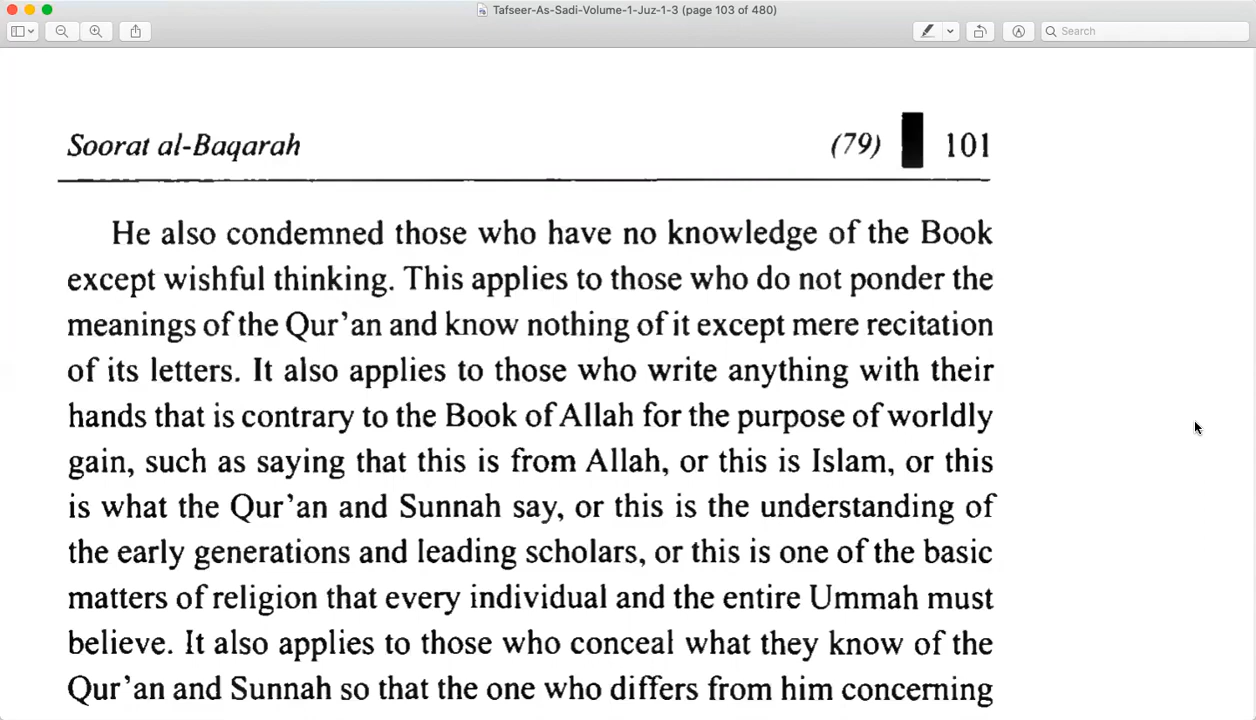 Tafseer-As-Sadi-Volume-1-Juz-1-3 (page 103 of 480)
Search
Soorat al-Baqarah (79) 101
He also condemned those who have no knowledge of the Book
except wishful thinking. This applies to those who do not ponder the
meanings of the Qur’an and know nothing of it except mere recitation
of its letters. It also applies to those who write anything with their
hands that is contrary to the Book of Allah for the purpose of worldly
gain, such as saying that this is from Allah, or this is Islam, or this
is what the Qur’an and Sunnah say, or this is the understanding of
the early generations and leading scholars, or this is one of the basic
matters of religion that every individual and the entire Ummah must
believe. It also applies to those who conceal what they know of the
Qur’an and Sunnah so that the one who differs from him concerning